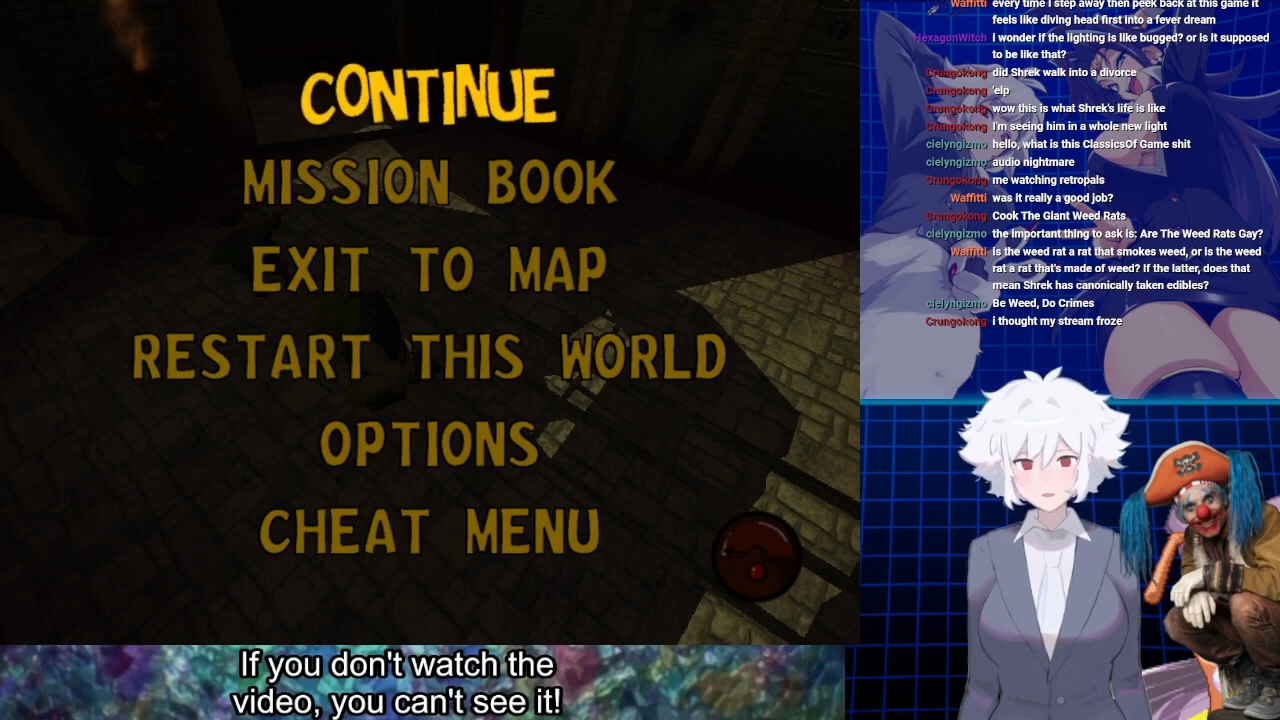 CONTINUE
MISSION BOOK
EXIT TO MAP
RESTART THIS WORLD
OPTIONS
CHEAT MENU
If you don't watch the
video, you can't see it!
Waffitti every time I step away then peek back at this game it
feels like diving head first into a fever dream
HexagonWitch I wonder if the lighting is like bugged? or is it supposed
to be like that?
Crungokong did Shrek walk into a divorce
Crungokong 'elp
Crungokong wow this is what Shrek's life is like
Crungokong I'm seeing him in a whole new light
cielyngizmo hello, what is this ClassicsOf Game shit
cielyngizmo audio nightmare
Crungokong me watching retropals
Waffitti was it really a good job?
Crungokong Cook The Giant Weed Rats
cielyngizmo the important thing to ask is: Are The Weed Rats Gay?
Waffitti is the weed rat a rat that smokes weed, or is the weed
rat a rat that's made of weed? If the latter, does that
mean Shrek has canonically taken edibles?
cielyngizmo Be Weed, Do Crimes
Crungokong i thought my stream froze